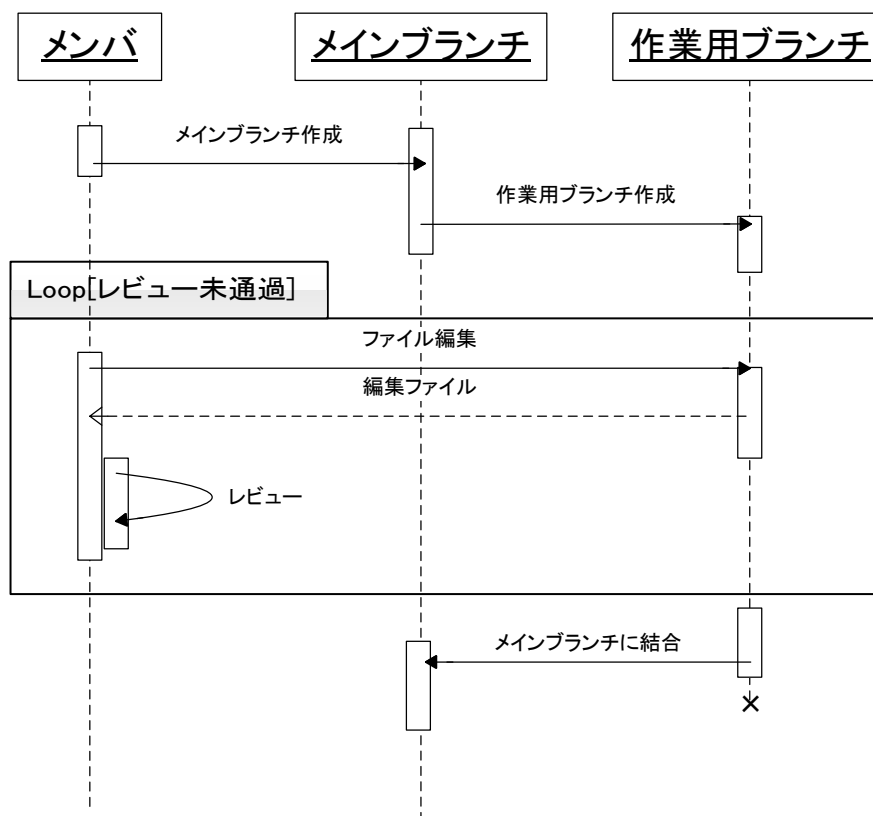 メンバ
メインブランチ
作業用ブランチ
メインブランチ作成
作業用ブランチ作成
Loop[レビュー未通過]
ファイル編集
編集ファイル
レビュー
メインブランチに結合